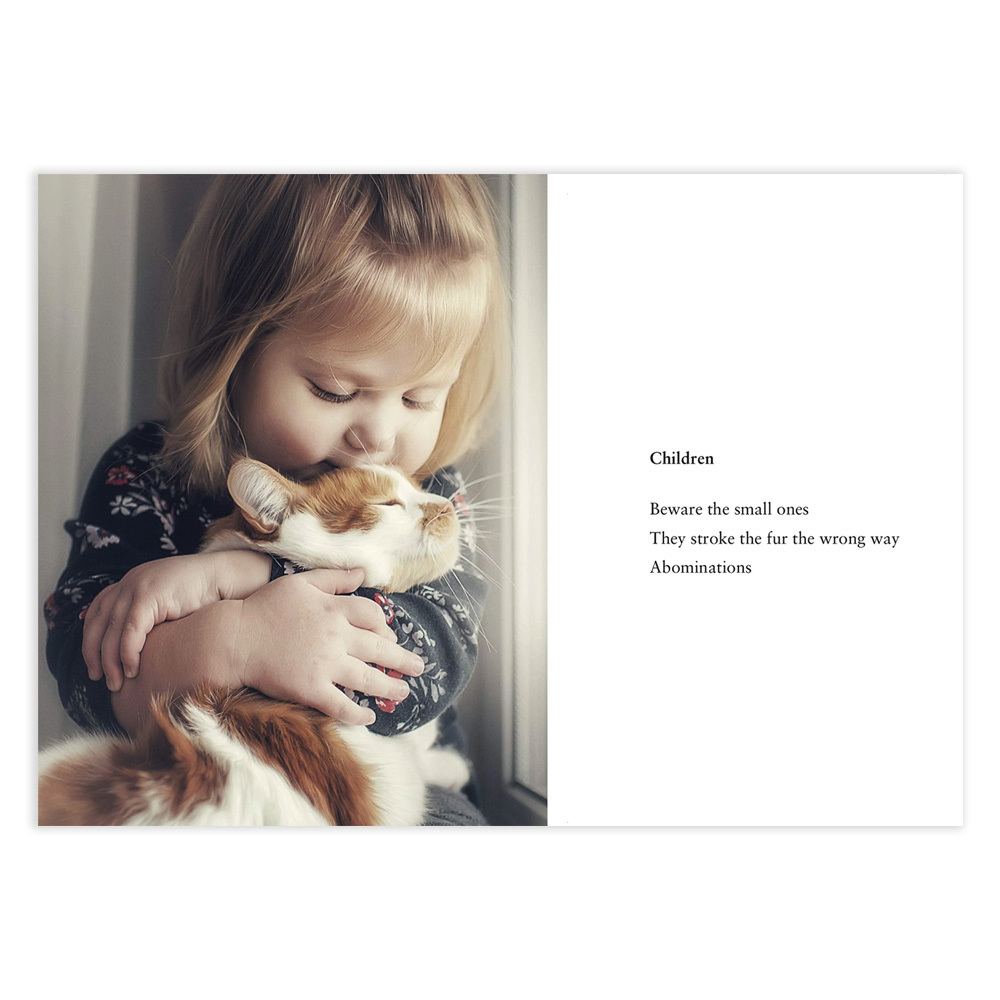 Children
Beware the small ones
They stroke the fur the wrong way
Abominations